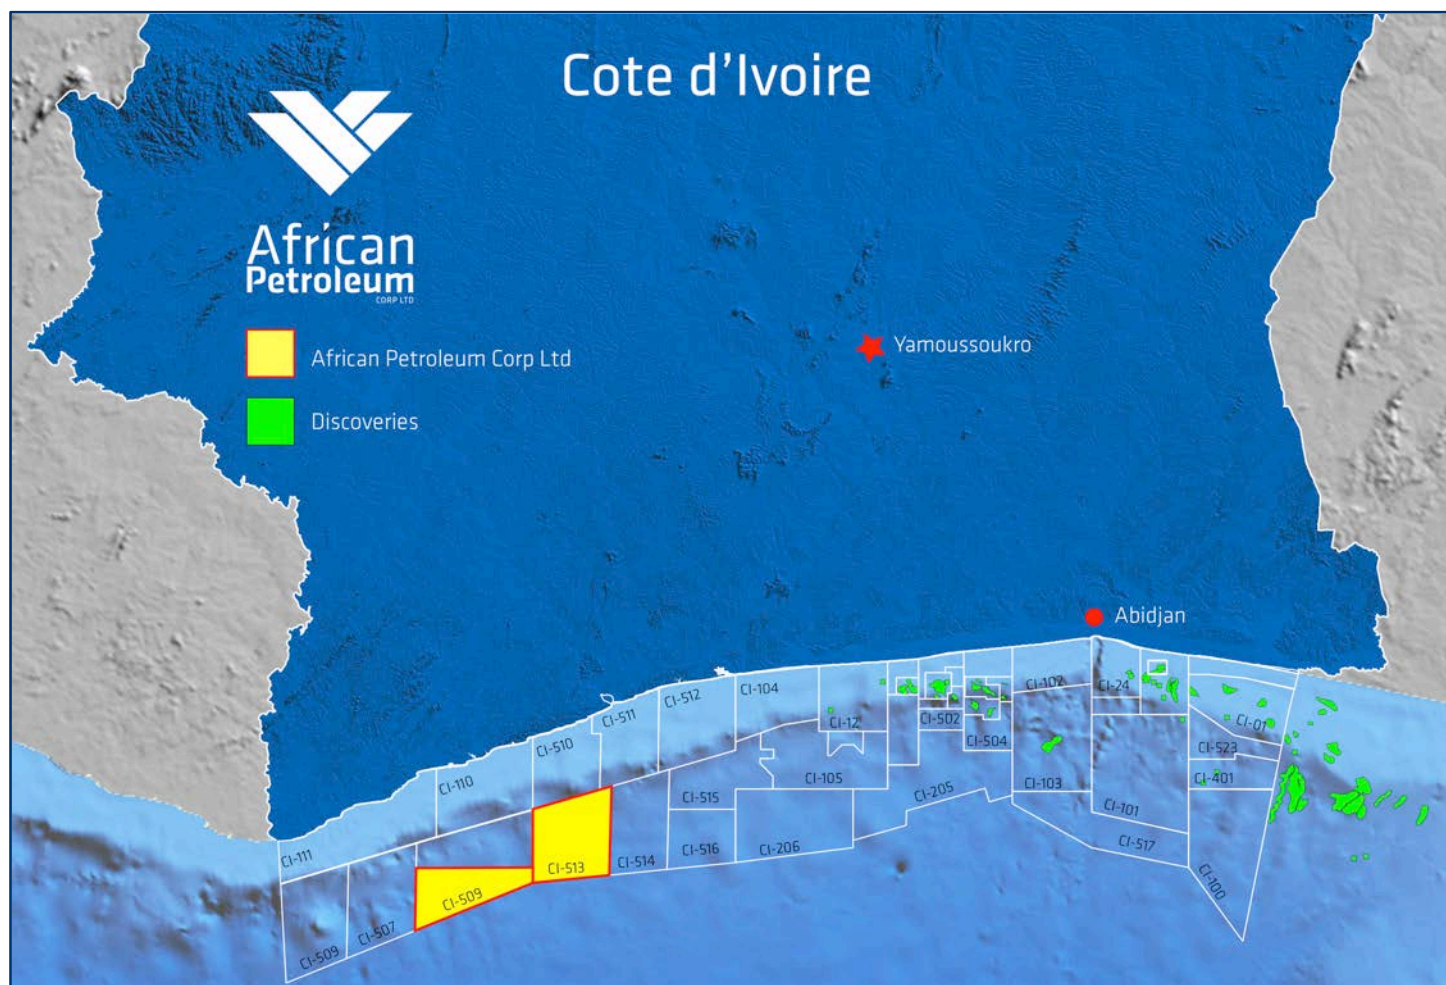 Cote d'Ivoire
African
Petroleum
CORP LTD
African Petroleum Corp Ltd
Discoveries
Yamoussoukro
Abidjan
CI-104
CI-512
CI-511
CI-510
CI-110
CI-111
CI-12
CI-502
CI-504
CI-102
CI-24
CI-01
CI-523
CI-401
CI-105
CI-205
CI-103
CI-101
CI-515
CI-516
CI-206
CI-517
CI-100
CI-514
CI-513
CI-509
CI-507
CI-509